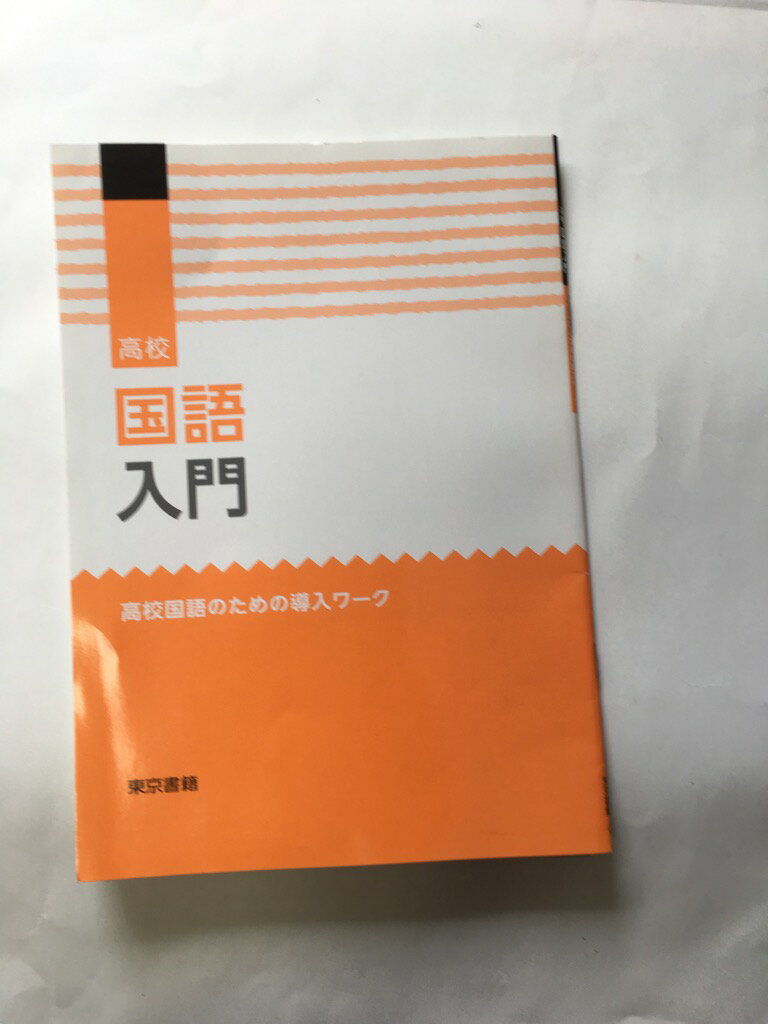 高校
国語
入門
高校国語のための導入ワーク
東京書籍